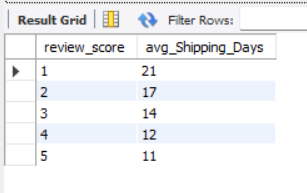 Result Grid Filter Rows:
review_score avg_Shipping_Days
1 21
2 17
3 14
4 12
5 11